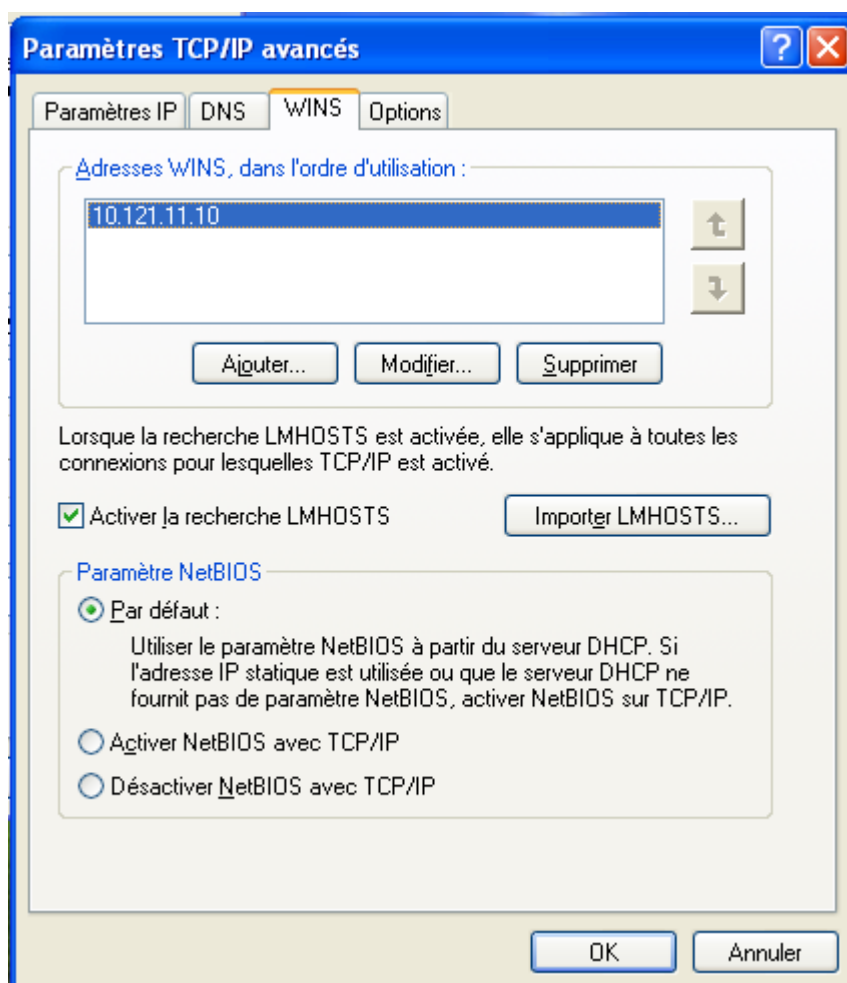 Paramètres TCP/IP avancés
Paramètres IP DNS WINS Options
Adresses WINS, dans l'ordre d'utilisation :
10.121.11.10
Ajouter... Modifier... Supprimer
Lorsque la recherche LMHOSTS est activée, elle s'applique à toutes les
connexions pour lesquelles TCP/IP est activé.
Activer la recherche LMHOSTS Importer LMHOSTS...
Paramètre NetBIOS
Par défaut :
Utiliser le paramètre NetBIOS à partir du serveur DHCP. Si
l'adresse IP statique est utilisée ou que le serveur DHCP ne
fournit pas de paramètre NetBIOS, activer NetBIOS sur TCP/IP.
Activer NetBIOS avec TCP/IP
Désactiver NetBIOS avec TCP/IP
OK Annuler